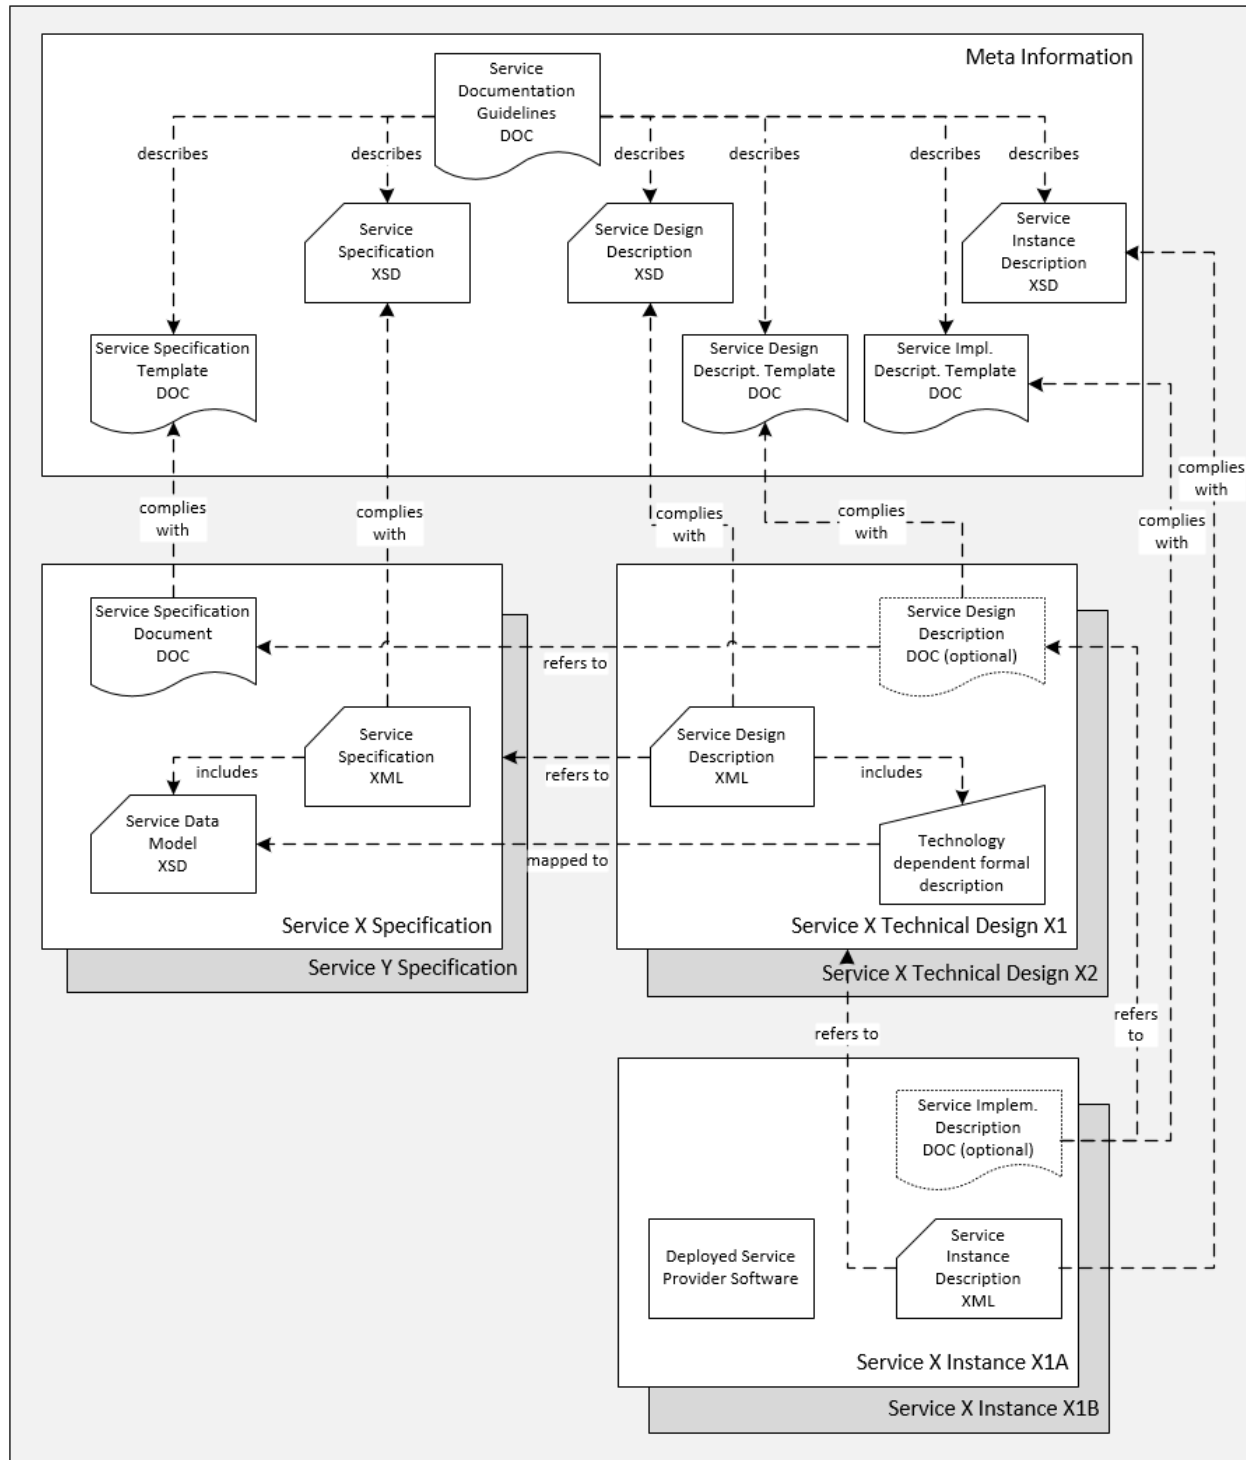 Meta Information
Service
Documentation
Guidelines
DOC
describes
describes
describes
describes
describes
describes
Service
Specification
XSD
Service Design
Description
XSD
Service
Instance
Description
XSD
Service Specification
Template
DOC
Service Design
Descript. Template
DOC
Service Impl.
Descript. Template
DOC
complies
with
complies
with
complies
with
complies
with
complies
with
complies
with
Service Specification
Document
DOC
Service
Specification
XML
includes
Service Data
Model
XSD
Service X Specification
Service Y Specification
refers to
refers to
mapped to
Service Design
Description
DOC (optional)
Service Design
Description
XML
includes
Technology
dependent formal
description
Service X Technical Design X1
Service X Technical Design X2
refers to
refers
to
Service Implem.
Description
DOC (optional)
Deployed Service
Provider Software
Service
Instance
Description
XML
Service X Instance X1A
Service X Instance X1B